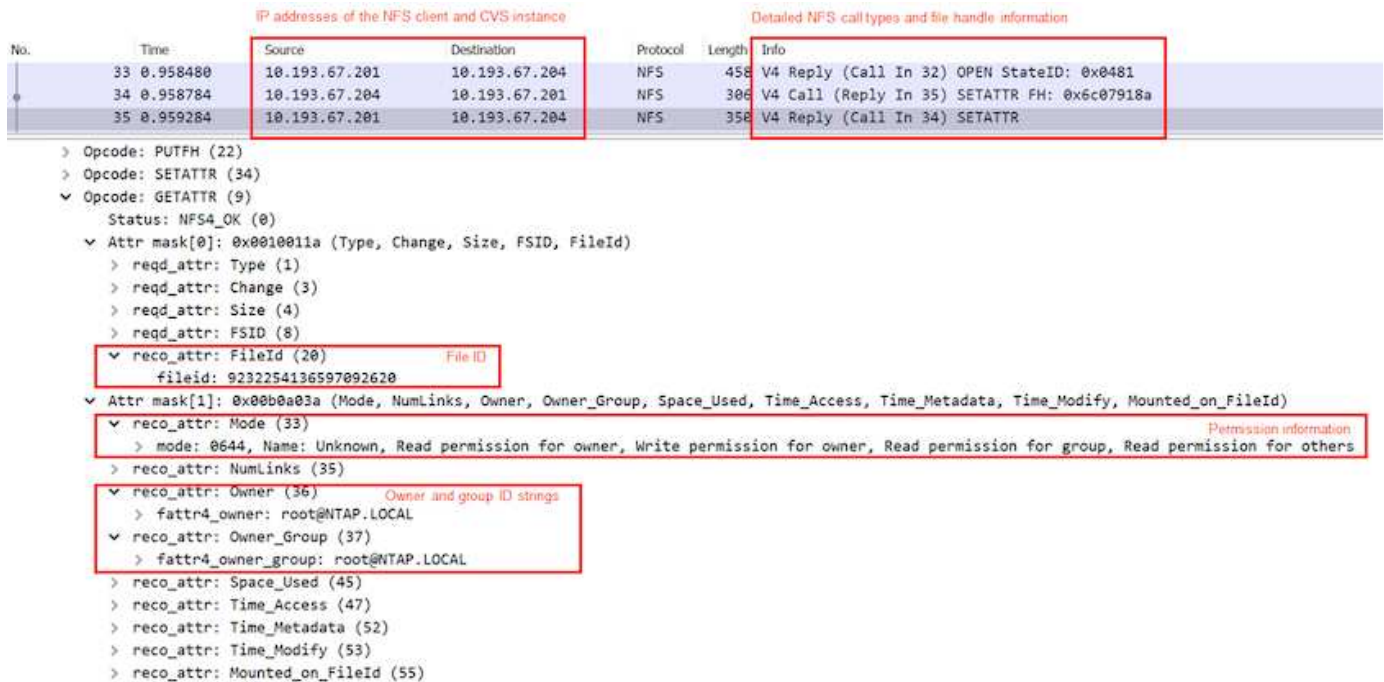 IP addresses of the NFS client and CVS instance Detailed NFS call types and file handle information
No. Time Source Destination Protocol Length Info
33 0.958480 10.193.67.201 10.193.67.204 NFS 458 V4 Reply (Call In 32) OPEN StateID: 0x0481
34 0.958784 10.193.67.204 10.193.67.201 NFS 306 V4 Call (Reply In 35) SETATTR FH: 0x6c07918a
35 0.959284 10.193.67.201 10.193.67.204 NFS 350 V4 Reply (Call In 34) SETATTR
> Opcode: PUTFH (22)
> Opcode: SETATTR (34)
v Opcode: GETATTR (9)
Status: NFS4_OK (0)
v Attr mask[0]: 0x0010011a (Type, Change, Size, FSID, FileId)
> reqd_attr: Type (1)
> reqd_attr: Change (3)
> reqd_attr: Size (4)
> reqd_attr: FSID (8)
v reco_attr: FileId (20) File ID
fileid: 9232254136597092620
v Attr mask[1]: 0x00b0a03a (Mode, NumLinks, Owner, Owner_Group, Space_Used, Time_Access, Time_Metadata, Time_Modify, Mounted_on_FileId)
v reco_attr: Mode (33) Permission information
> mode: 0644, Name: Unknown, Read permission for owner, Write permission for owner, Read permission for group, Read permission for others
> reco_attr: NumLinks (35)
v reco_attr: Owner (36) Owner and group ID strings
> fattr4_owner: root@NTAP.LOCAL
v reco_attr: Owner_Group (37)
> fattr4_owner_group: root@NTAP.LOCAL
> reco_attr: Space_Used (45)
> reco_attr: Time_Access (47)
> reco_attr: Time_Metadata (52)
> reco_attr: Time_Modify (53)
> reco_attr: Mounted_on_FileId (55)